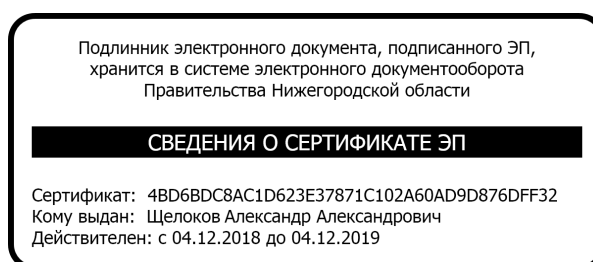 Подлинник электронного документа, подписанного ЭП,
хранится в системе электронного документооборота
Правительства Нижегородской области
СВЕДЕНИЯ О СЕРТИФИКАТЕ ЭП
Сертификат: 4BD6BDC8AC1D623E37871C102A60AD9D876DFF32
Кому выдан: Щелоков Александр Александрович
Действителен: с 04.12.2018 до 04.12.2019